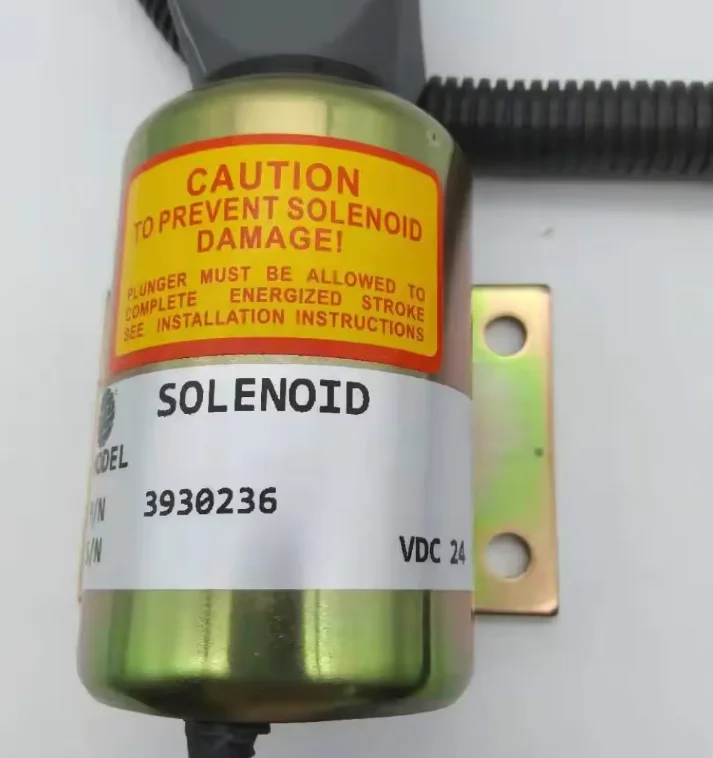 CAUTION
TO PREVENT SOLENOID
DAMAGE!
PLUNGER MUST BE ALLOWED TO
COMPLETE ENERGIZED STROKE
SEE INSTALLATION INSTRUCTIONS
SOLENOID
MODEL
P/N 3930236
S/N
VDC 24